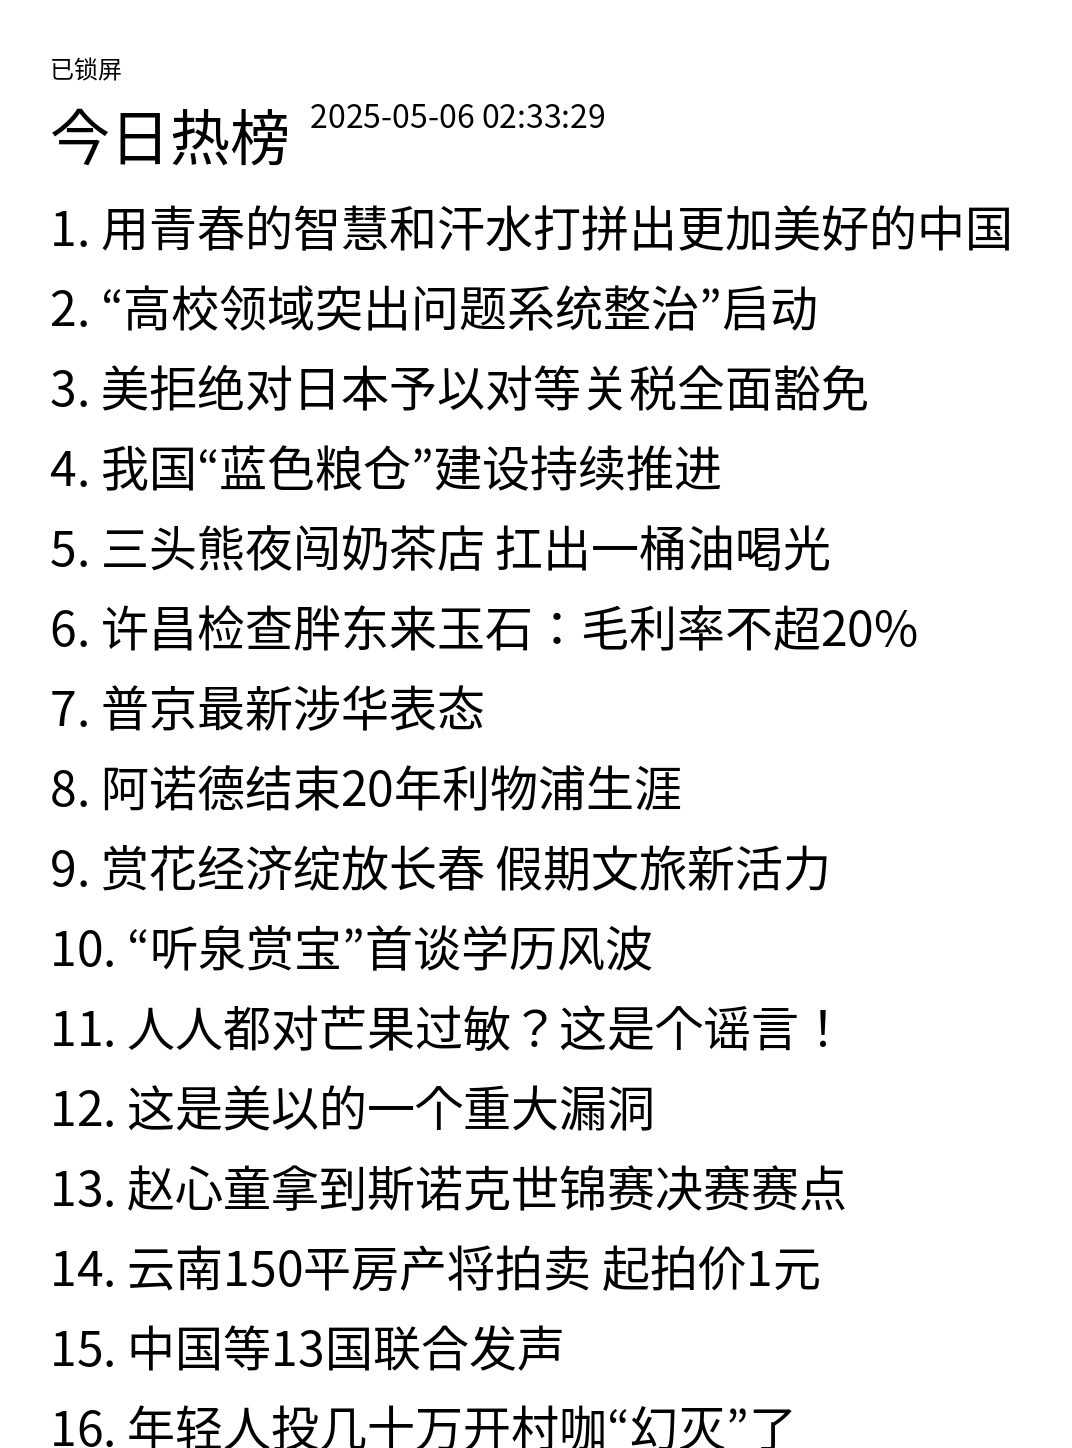 已锁屏
今日热榜 2025-05-06 02:33:29
1. 用青春的智慧和汗水打拼出更加美好的中国
2. “高校领域突出问题系统整治”启动
3. 美拒绝对日本予以对等关税全面豁免
4. 我国“蓝色粮仓”建设持续推进
5. 三头熊夜闯奶茶店 扛出一桶油喝光
6. 许昌检查胖东来玉石：毛利率不超20%
7. 普京最新涉华表态
8. 阿诺德结束20年利物浦生涯
9. 赏花经济绽放长春 假期文旅新活力
10. “听泉赏宝”首谈学历风波
11. 人人都对芒果过敏？这是个谣言！
12. 这是美以的一个重大漏洞
13. 赵心童拿到斯诺克世锦赛决赛赛点
14. 云南150平房产将拍卖 起拍价1元
15. 中国等13国联合发声
16. 年轻人投几十万开村咖“幻灭”了